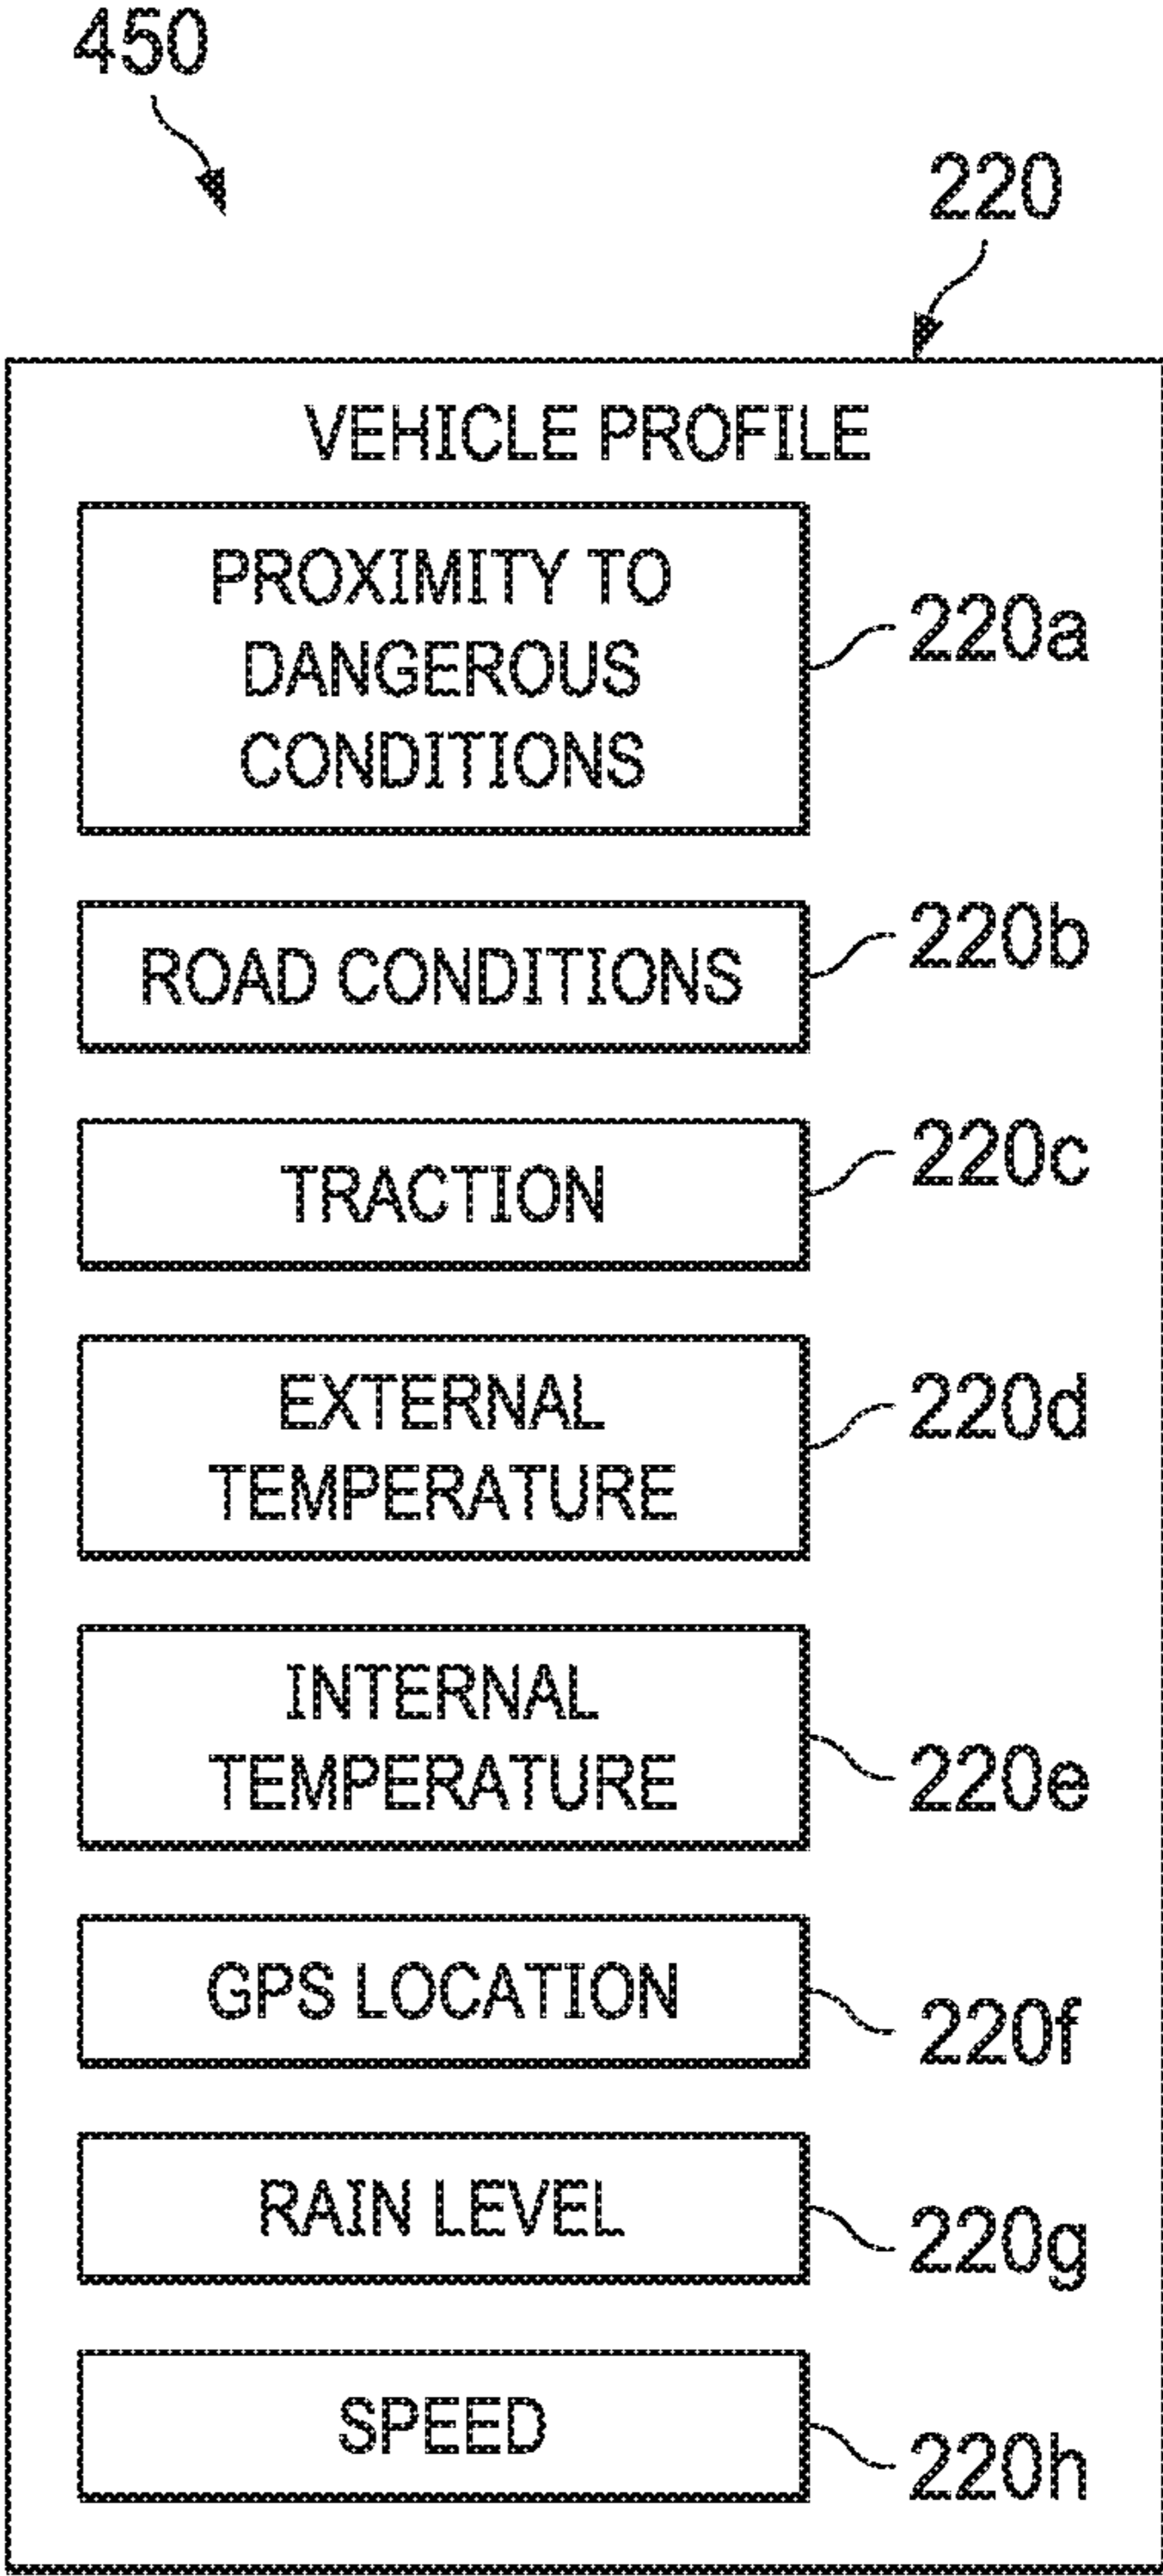 450
220
VEHICLE PROFILE
PROXIMITY TO
DANGEROUS
CONDITIONS
220a
ROAD CONDITIONS
220b
TRACTION
220c
EXTERNAL
TEMPERATURE
220d
INTERNAL
TEMPERATURE
220e
GPS LOCATION
220f
RAIN LEVEL
220g
SPEED
220h